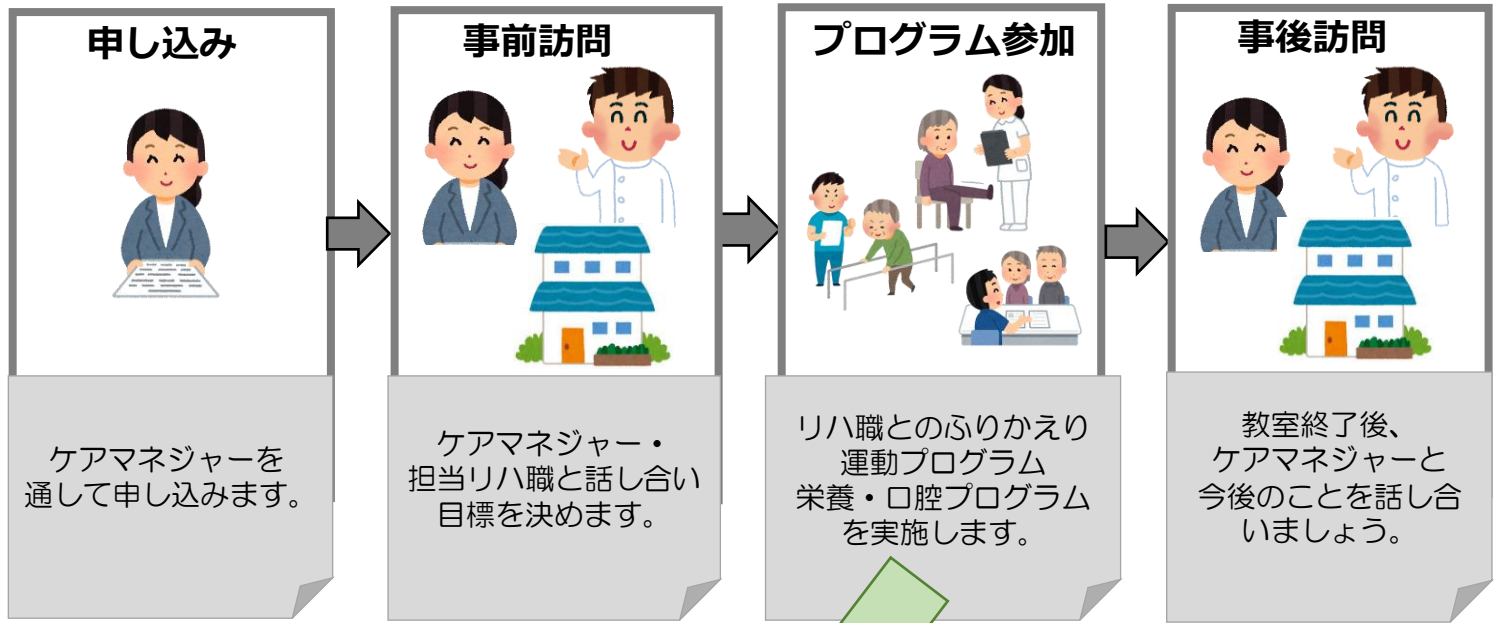 申し込み
ケアマネジャーを
通して申し込みます。
事前訪問
ケアマネジャー・
担当リハ職と話し合い
目標を決めます。
プログラム参加
リハ職とのふりかえり
運動プログラム
栄養・口腔プログラム
を実施します。
事後訪問
教室終了後、
ケアマネジャーと
今後のことを話し合
いましょう。